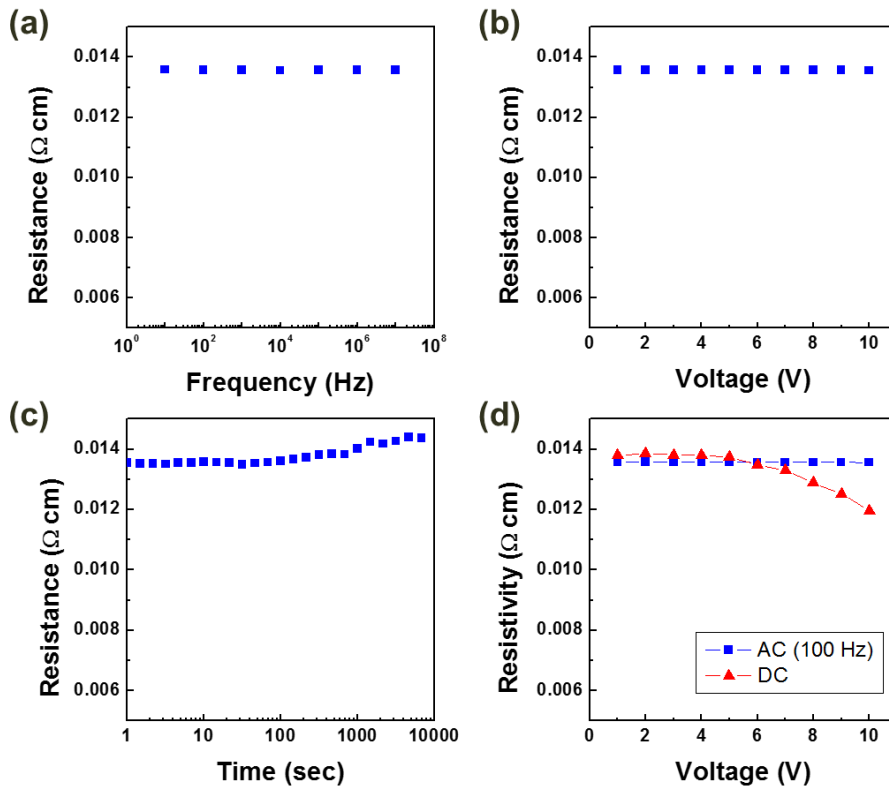 (a)
Resistance (Ω cm)
0.014
0.012
0.010
0.008
0.006
10⁰ 10² 10⁴ 10⁶ 10⁸
Frequency (Hz)
(b)
Resistance (Ω cm)
0.014
0.012
0.010
0.008
0.006
0 2 4 6 8 10
Voltage (V)
(c)
Resistance (Ω cm)
0.014
0.012
0.010
0.008
0.006
1 10 100 1000 10000
Time (sec)
(d)
Resistivity (Ω cm)
0.014
0.012
0.010
0.008
0.006
AC (100 Hz)
DC
0 2 4 6 8 10
Voltage (V)